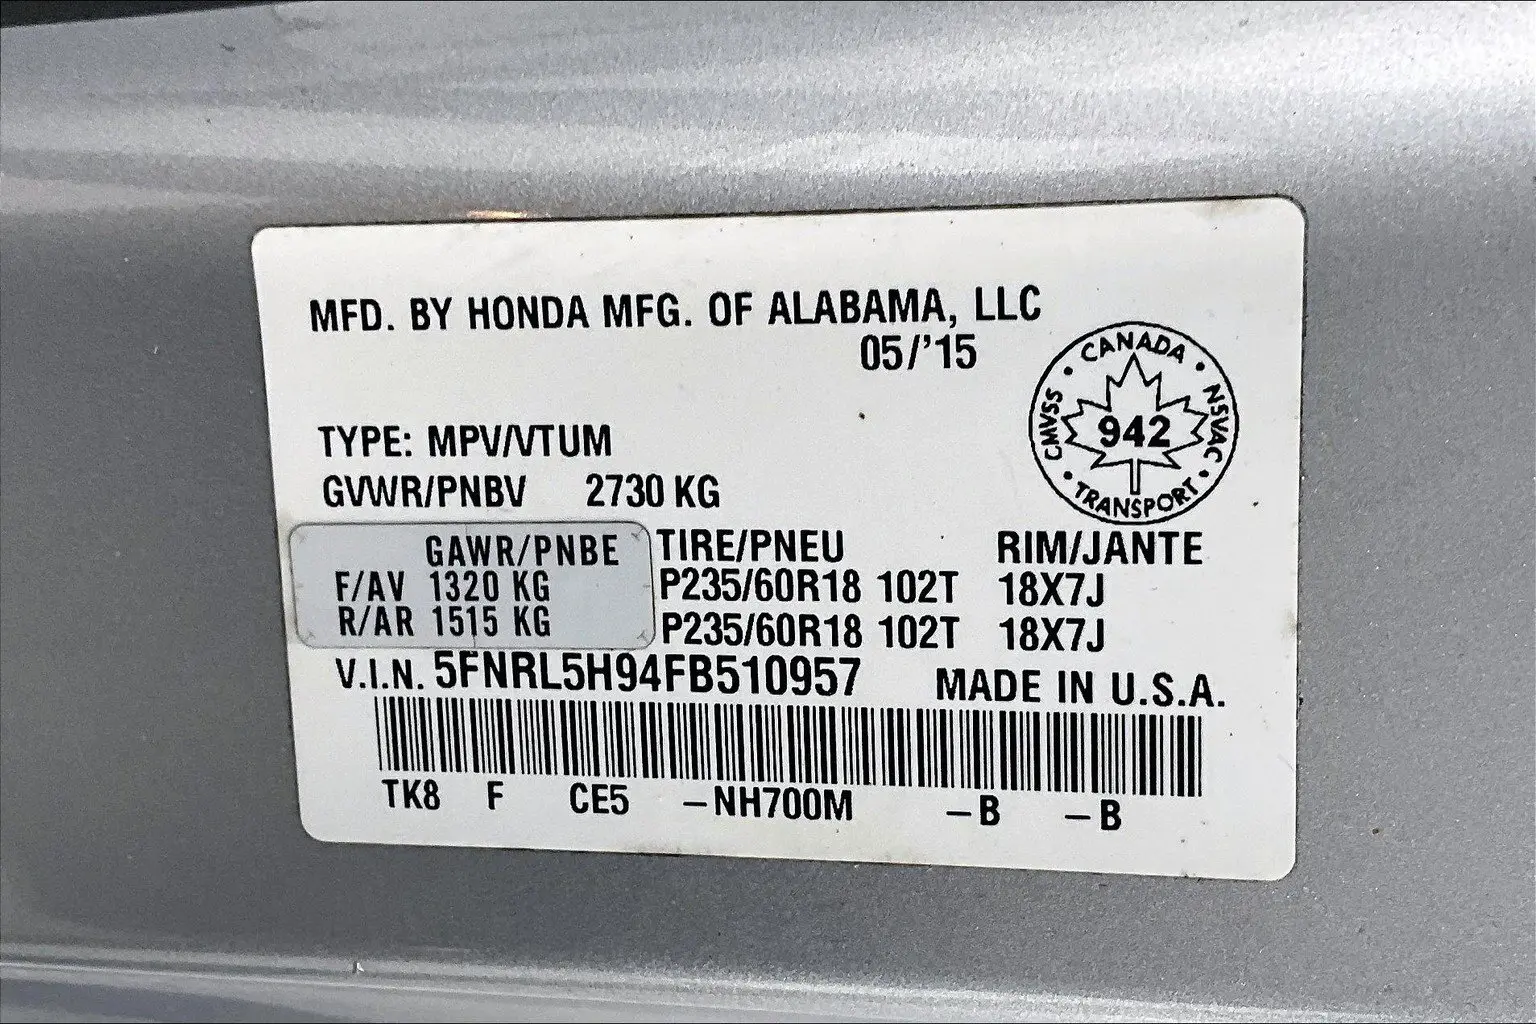 MFD. BY HONDA MFG. OF ALABAMA, LLC
05/'15
CANADA
CMVSS
942
NSVAC
TRANSPORT
TYPE: MPV/VTUM
GVWR/PNBV 2730 KG
GAWR/PNBE TIRE/PNEU RIM/JANTE
F/AV 1320 KG P235/60R18 102T 18X7J
R/AR 1515 KG P235/60R18 102T 18X7J
V.I.N. 5FNRL5H94FB510957 MADE IN U.S.A.
TK8 F CE5 –NH700M –B –B